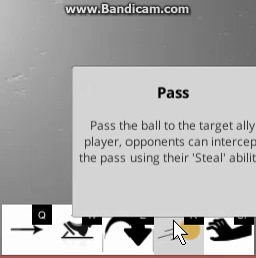 www.Bandicam.com
Pass
Pass the ball to the target ally
player, opponents can intercep
the pass using their 'Steal' abilit
Q